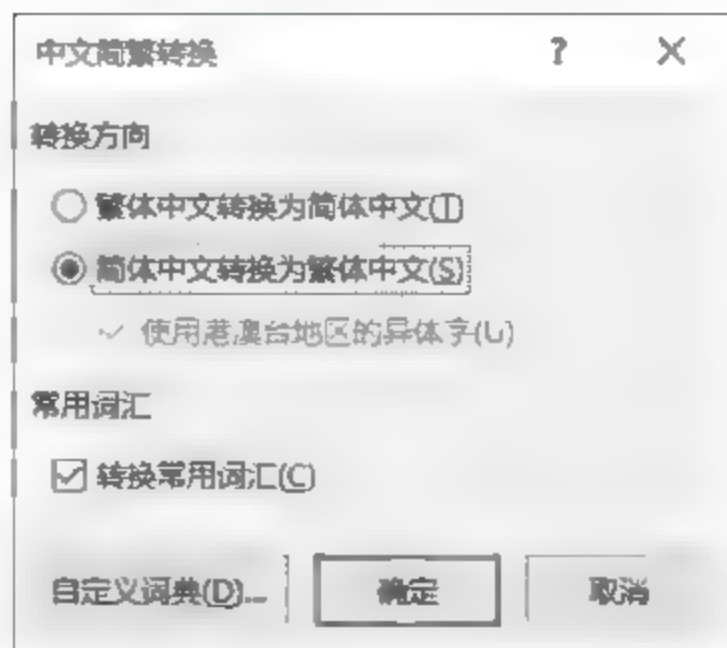 中文简繁转换 ? ×
转换方向
繁体中文转换为简体中文(T)
简体中文转换为繁体中文(S)
使用港澳台地区的异体字(U)
常用词汇
转换常用词汇(C)
自定义词典(D)... 确定 取消